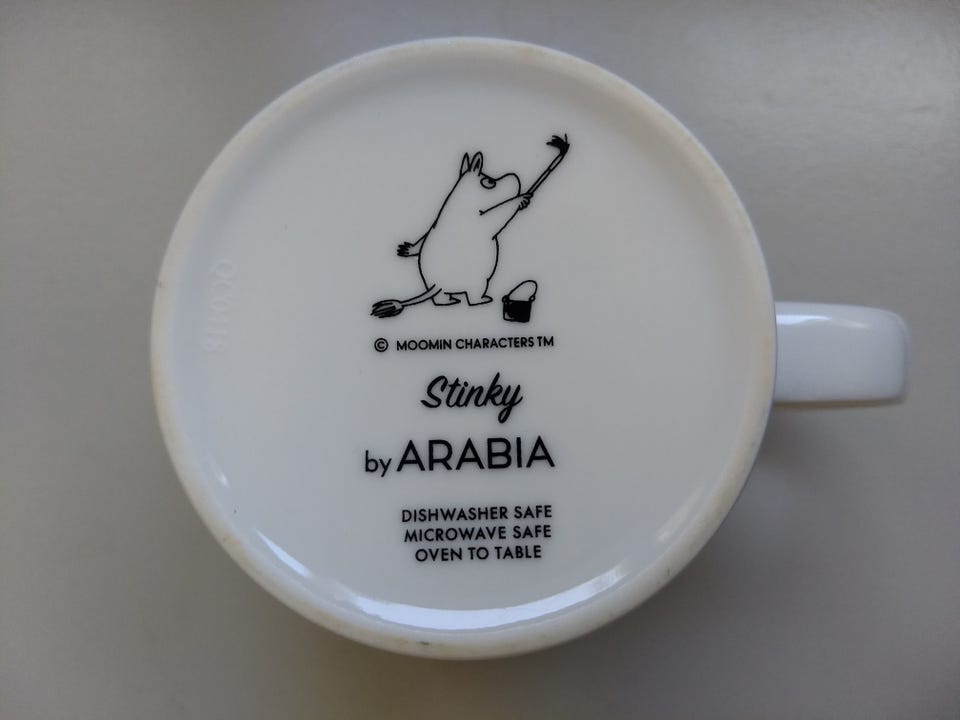 © MOOMIN CHARACTERS TM
Stinky
by ARABIA
DISHWASHER SAFE
MICROWAVE SAFE
OVEN TO TABLE